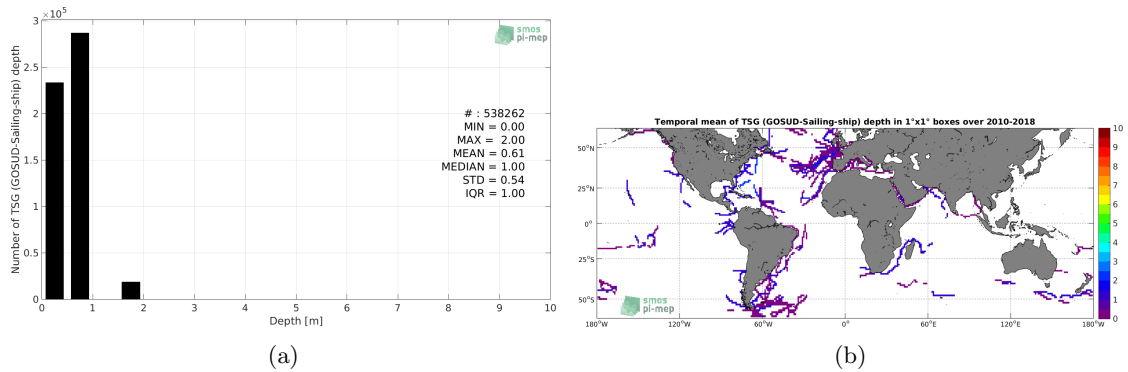 ×10⁵
3
2.5
2
1.5
1
0.5
0
Number of TSG (GOSUD-Sailing-ship) depth
smos
pi-mep
# : 538262
MIN = 0.00
MAX = 2.00
MEAN = 0.61
MEDIAN = 1.00
STD = 0.54
IQR = 1.00
0 1 2 3 4 5 6 7 8 9 10
Depth [m]
(a)
Temporal mean of TSG (GOSUD-Sailing-ship) depth in 1°x1° boxes over 2010-2018
50°N
25°N
0°
25°S
50°S
smos
pi-mep
180°W 120°W 60°W 0° 60°E 120°E 180°W
10
9
8
7
6
5
4
3
2
1
0
(b)